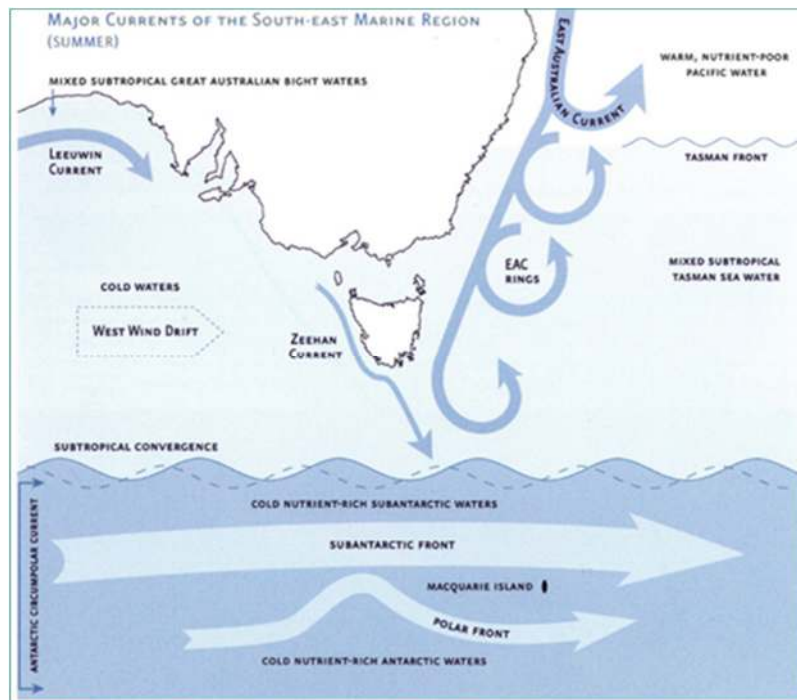 Major Currents of the South-east Marine Region
(summer)
MIXED SUBTROPICAL GREAT AUSTRALIAN BIGHT WATERS
EAST AUSTRALIAN CURRENT
WARM, NUTRIENT-POOR
PACIFIC WATER
LEEUWIN
CURRENT
TASMAN FRONT
EAC
RINGS
MIXED SUBTROPICAL
TASMAN SEA WATER
COLD WATERS
WEST WIND DRIFT
ZEEHAN
CURRENT
SUBTROPICAL CONVERGENCE
ANTARCTIC CIRCUMPOLAR CURRENT
COLD NUTRIENT-RICH SUBANTARCTIC WATERS
SUBANTARCTIC FRONT
MACQUARIE ISLAND
POLAR FRONT
COLD NUTRIENT-RICH ANTARCTIC WATERS